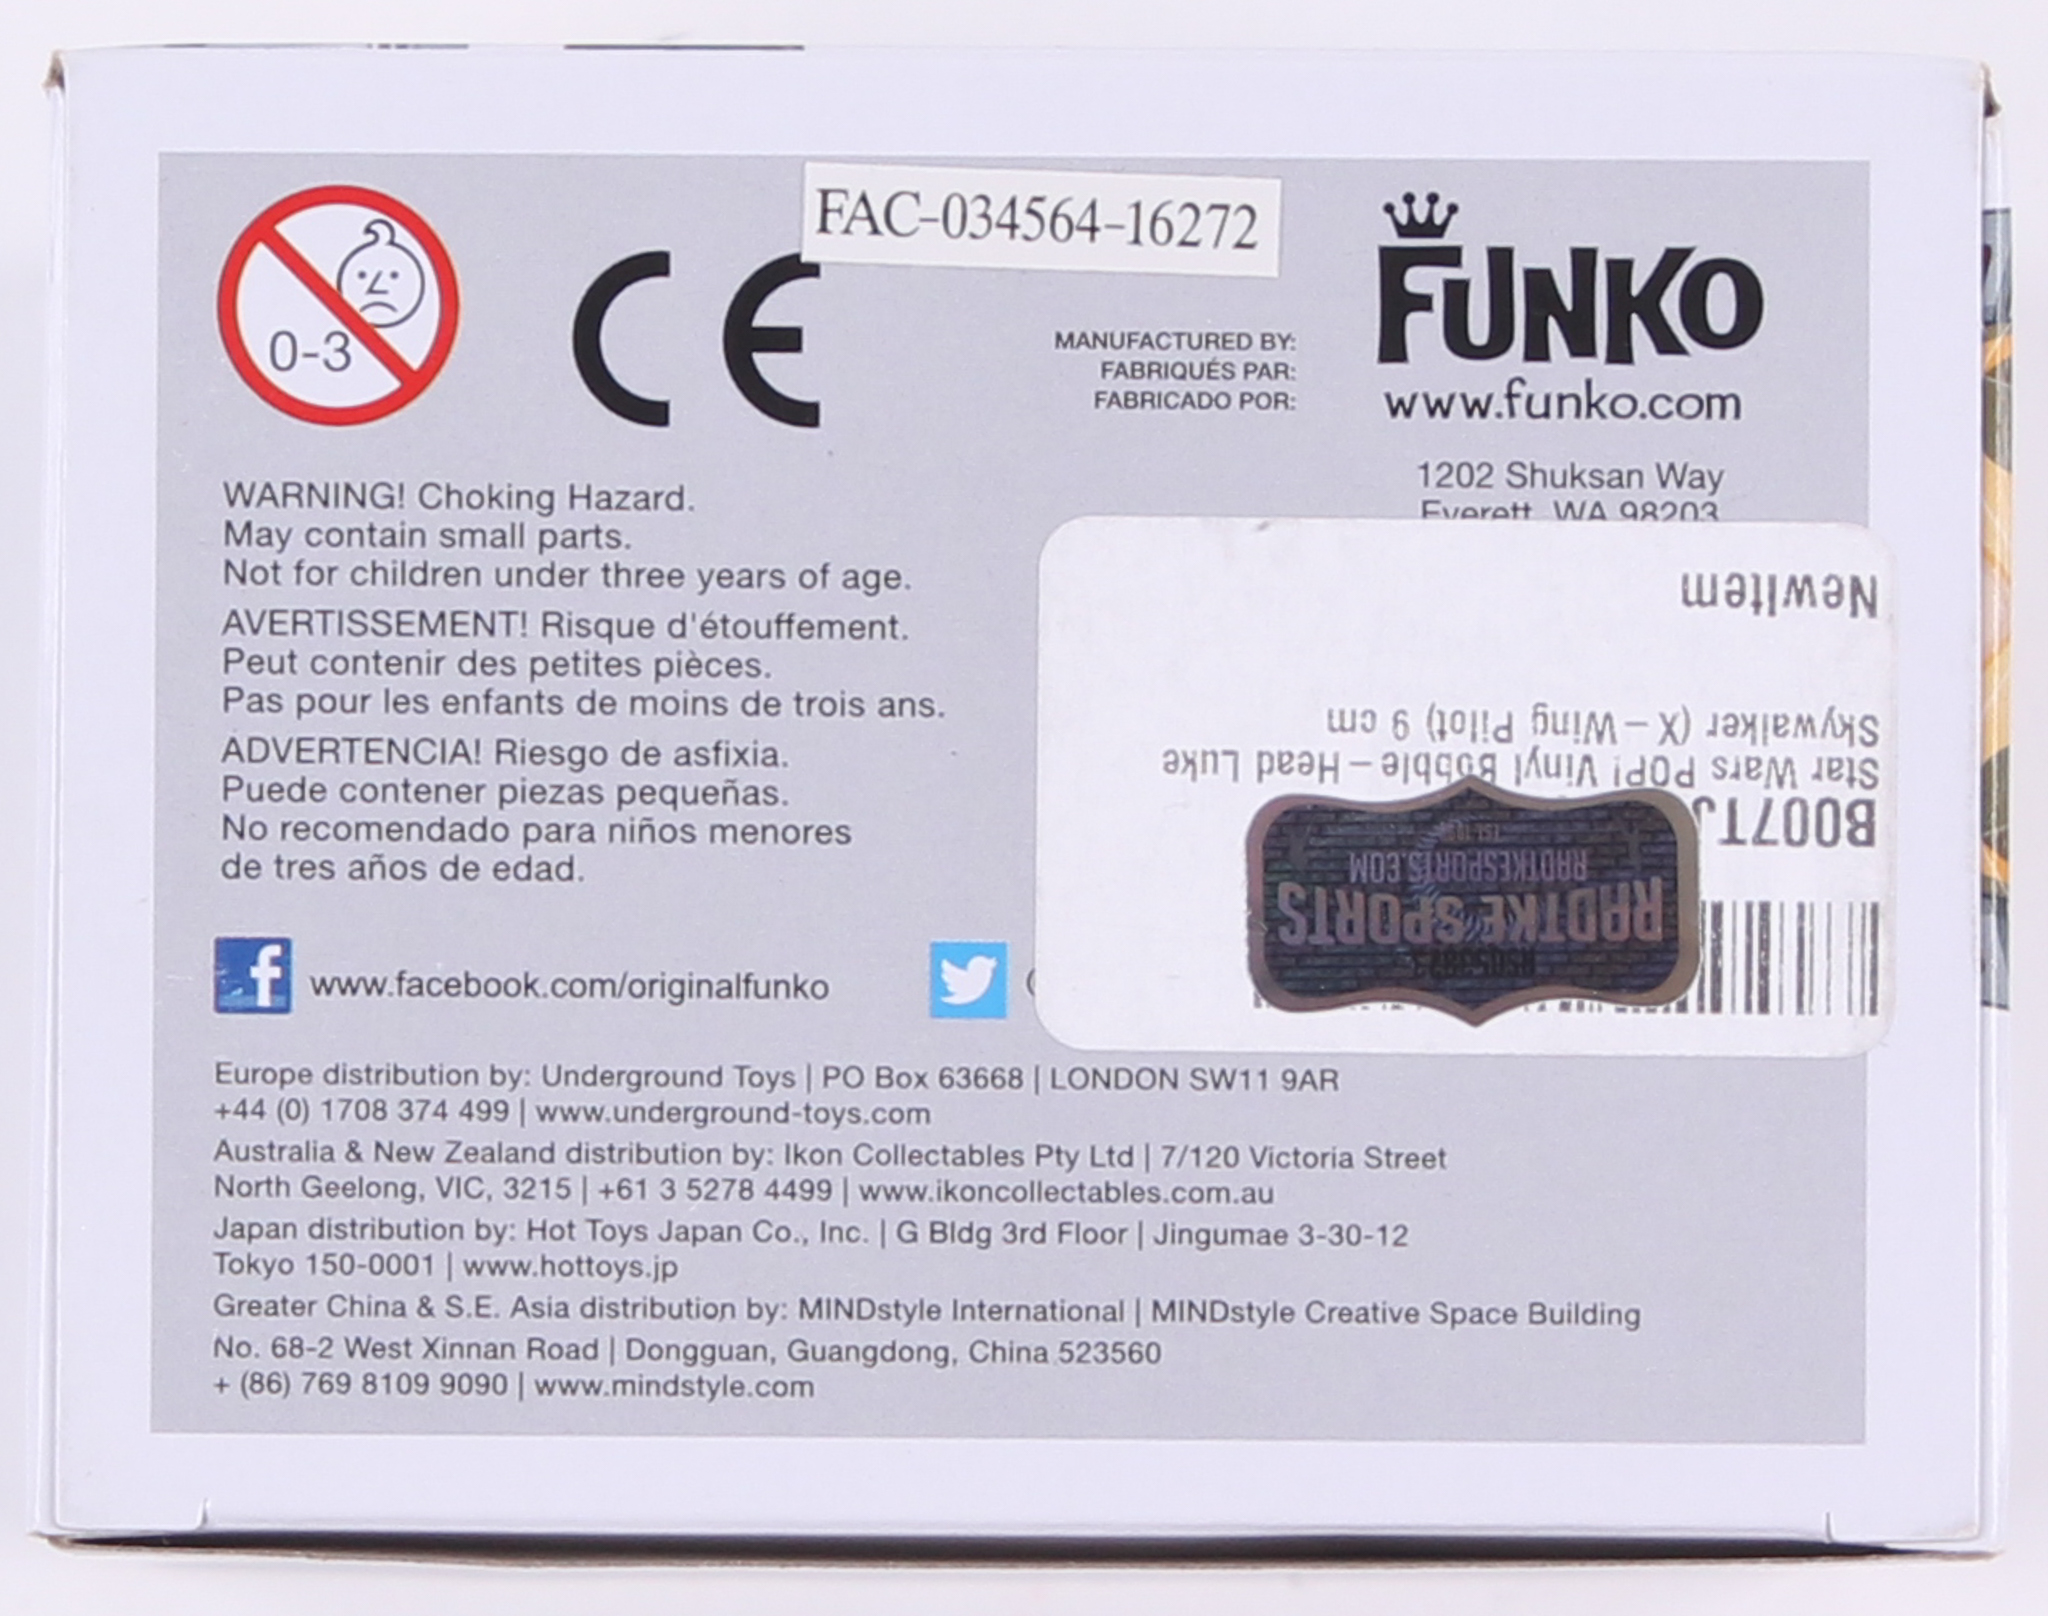 FAC-034564-16272
0-3
CE
MANUFACTURED BY:
FABRIQUÉS PAR:
FABRICADO POR:
FUNKO
www.funko.com
1202 Shuksan Way
Everett, WA 98203
WARNING! Choking Hazard.
May contain small parts.
Not for children under three years of age.
AVERTISSEMENT! Risque d'étouffement.
Peut contenir des petites pièces.
Pas pour les enfants de moins de trois ans.
ADVERTENCIA! Riesgo de asfixia.
Puede contener piezas pequeñas.
No recomendado para niños menores
de tres años de edad.
f www.facebook.com/originalfunko
RADTKE SPORTS
RADTKESPORTS.COM
B007TJ
Star Wars POP! Vinyl Bobble-Head Luke
Skywalker (X-Wing Pilot) 9 cm
NewItem
Europe distribution by: Underground Toys | PO Box 63668 | LONDON SW11 9AR
+44 (0) 1708 374 499 | www.underground-toys.com
Australia & New Zealand distribution by: Ikon Collectables Pty Ltd | 7/120 Victoria Street
North Geelong, VIC, 3215 | +61 3 5278 4499 | www.ikoncollectables.com.au
Japan distribution by: Hot Toys Japan Co., Inc. | G Bldg 3rd Floor | Jingumae 3-30-12
Tokyo 150-0001 | www.hottoys.jp
Greater China & S.E. Asia distribution by: MINDstyle International | MINDstyle Creative Space Building
No. 68-2 West Xinnan Road | Dongguan, Guangdong, China 523560
+ (86) 769 8109 9090 | www.mindstyle.com